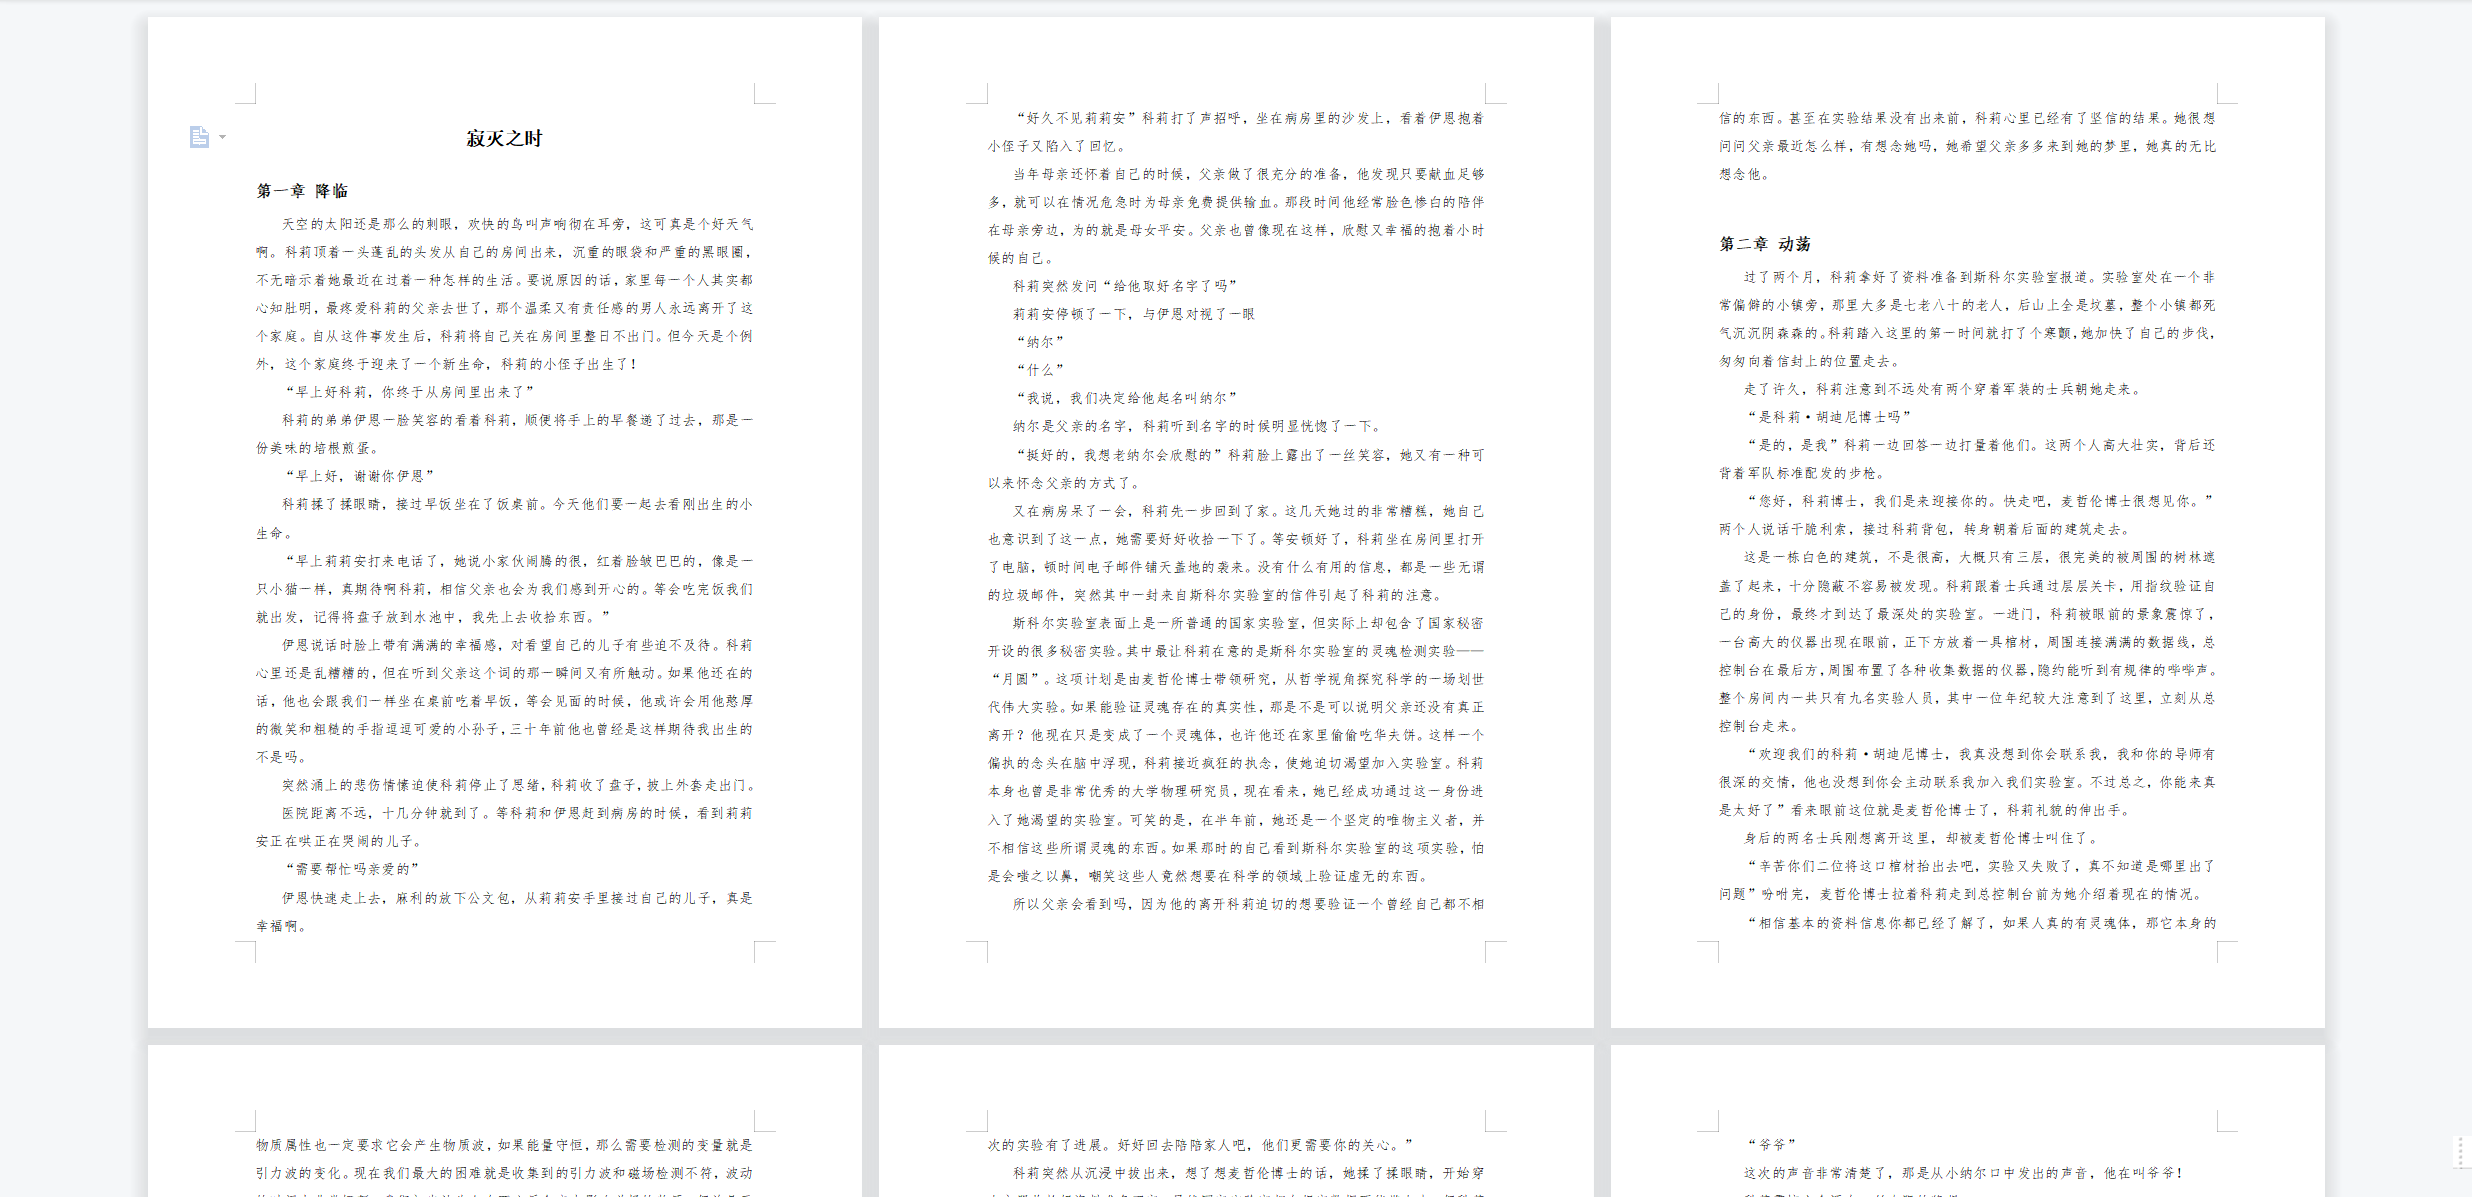 寂灭之时
第一章 降临
天空的太阳还是那么的刺眼，欢快的鸟叫声响彻在耳旁，这可真是个好天气
啊。科莉顶着一头蓬乱的头发从自己的房间出来，沉重的眼袋和严重的黑眼圈，
不无暗示着她最近在过着一种怎样的生活。要说原因的话，家里每一个人其实都
心知肚明，最疼爱科莉的父亲去世了，那个温柔又有责任感的男人永远离开了这
个家庭。自从这件事发生后，科莉将自己关在房间里整日不出门。但今天是个例
外，这个家庭终于迎来了一个新生命，科莉的小侄子出生了！
“早上好科莉，你终于从房间里出来了”
科莉的弟弟伊恩一脸笑容的看着科莉，顺便将手上的早餐递了过去，那是一
份美味的培根煎蛋。
“早上好，谢谢你伊恩”
科莉揉了揉眼睛，接过早饭坐在了饭桌前。今天他们要一起去看刚出生的小
生命。
“早上莉莉安打来电话了，她说小家伙闹腾的很，红着脸皱巴巴的，像是一
只小猫一样，真期待啊科莉，相信父亲也会为我们感到开心的。等会吃完饭我们
就出发，记得将盘子放到水池中，我先上去收拾东西。”
伊恩说话时脸上带有满满的幸福感，对看望自己的儿子有些迫不及待。科莉
心里还是乱糟糟的，但在听到父亲这个词的那一瞬间又有所触动。如果他还在的
话，他也会跟我们一样坐在桌前吃着早饭，等会见面的时候，他或许会用他憨厚
的微笑和粗糙的手指逗逗可爱的小孙子，三十年前他也曾经是这样期待我出生的
不是吗。
突然涌上的悲伤情愫迫使科莉停止了思绪，科莉收了盘子，披上外套走出门。
医院距离不远，十几分钟就到了。等科莉和伊恩赶到病房的时候，看到莉莉
安正在哄正在哭闹的儿子。
“需要帮忙吗亲爱的”
伊恩快速走上去，麻利的放下公文包，从莉莉安手里接过自己的儿子，真是
幸福啊。
“好久不见莉莉安”科莉打了声招呼，坐在病房里的沙发上，看着伊恩抱着
小侄子又陷入了回忆。
当年母亲还怀着自己的时候，父亲做了很充分的准备，他发现只要献血足够
多，就可以在情况危急时为母亲免费提供输血。那段时间他经常脸色惨白的陪伴
在母亲旁边，为的就是母女平安。父亲也曾像现在这样，欣慰又幸福的抱着小时
候的自己。
科莉突然发问“给他取好名字了吗”
莉莉安停顿了一下，与伊恩对视了一眼
“纳尔”
“什么”
“我说，我们决定给他起名叫纳尔”
纳尔是父亲的名字，科莉听到名字的时候明显恍惚了一下。
“挺好的，我想老纳尔会欣慰的”科莉脸上露出了一丝笑容，她又有一种可
以来怀念父亲的方式了。
又在病房呆了一会，科莉先一步回到了家。这几天她过的非常糟糕，她自己
也意识到了这一点，她需要好好收拾一下了。等安顿好了，科莉坐在房间里打开
了电脑，顿时间电子邮件铺天盖地的袭来。没有什么有用的信息，都是一些无谓
的垃圾邮件，突然其中一封来自斯科尔实验室的信件引起了科莉的注意。
斯科尔实验室表面上是一所普通的国家实验室，但实际上却包含了国家秘密
开设的很多秘密实验。其中最让科莉在意的是斯科尔实验室的灵魂检测实验——
“月圆”。这项计划是由麦哲伦博士带领研究，从哲学视角探究科学的一场划世
代伟大实验。如果能验证灵魂存在的真实性，那是不是可以说明父亲还没有真正
离开？他现在只是变成了一个灵魂体，也许他还在家里偷偷吃华夫饼。这样一个
偏执的念头在脑中浮现，科莉接近疯狂的执念，使她迫切渴望加入实验室。科莉
本身也曾是非常优秀的大学物理研究员，现在看来，她已经成功通过这一身份进
入了她渴望的实验室。可笑的是，在半年前，她还是一个坚定的唯物主义者，并
不相信这些所谓灵魂的东西。如果那时的自己看到斯科尔实验室的这项实验，怕
是会嗤之以鼻，嘲笑这些人竟然想要在科学的领域上验证虚无的东西。
所以父亲会看到吗，因为他的离开科莉迫切的想要验证一个曾经自己都不相
信的东西。甚至在实验结果没有出来前，科莉心里已经有了坚信的结果。她很想
问问父亲最近怎么样，有想念她吗，她希望父亲多多来到她的梦里，她真的无比
想念他。
第二章 动荡
过了两个月，科莉拿好了资料准备到斯科尔实验室报道。实验室处在一个非
常偏僻的小镇旁，那里大多是七老八十的老人，后山上全是坟墓，整个小镇都死
气沉沉阴森森的。科莉踏入这里的第一时间就打了个寒颤，她加快了自己的步伐，
匆匆向着信封上的位置走去。
走了许久，科莉注意到不远处有两个穿着军装的士兵朝她走来。
“是科莉·胡迪尼博士吗”
“是的，是我”科莉一边回答一边打量着他们。这两个人高大壮实，背后还
背着军队标准配发的步枪。
“您好，科莉博士，我们是来迎接你的。快走吧，麦哲伦博士很想见你。”
两个人说话干脆利索，接过科莉背包，转身朝着后面的建筑走去。
这是一栋白色的建筑，不是很高，大概只有三层，很完美的被周围的树林遮
盖了起来，十分隐蔽不容易被发现。科莉跟着士兵通过层层关卡，用指纹验证自
己的身份，最终才到达了最深处的实验室。一进门，科莉被眼前的景象震惊了，
一台高大的仪器出现在眼前，正下方放着一具棺材，周围连接满满的数据线，总
控制台在最后方，周围布置了各种收集数据的仪器，隐约能听到有规律的哔哔声。
整个房间内一共只有九名实验人员，其中一位年纪较大注意到了这里，立刻从总
控制台走来。
“欢迎我们的科莉·胡迪尼博士，我真没想到你会联系我，我和你的导师有
很深的交情，他也没想到你会主动联系我加入我们实验室。不过总之，你能来真
是太好了”看来眼前这位就是麦哲伦博士了，科莉礼貌的伸出手。
身后的两名士兵刚想离开这里，却被麦哲伦博士叫住了。
“辛苦你们二位将这口棺材抬出去吧，实验又失败了，真不知道是哪里出了
问题”吩咐完，麦哲伦博士拉着科莉走到总控制台前为她介绍着现在的情况。
“相信基本的资料信息你都已经了解了，如果人真的有灵魂体，那它本身的
物质属性也一定要求它会产生物质波，如果能量守恒，那么需要检测的变量就是
引力波的变化。现在我们最大的困难就是收集到的引力波和磁场检测不符，波动
次的实验有了进展。好好回去陪陪家人吧，他们更需要你的关心。”
科莉突然从沉浸中拔出来，想了想麦哲伦博士的话，她揉了揉眼睛，开始穿
“爷爷”
这次的声音非常清楚了，那是从小纳尔口中发出的声音，他在叫爷爷！